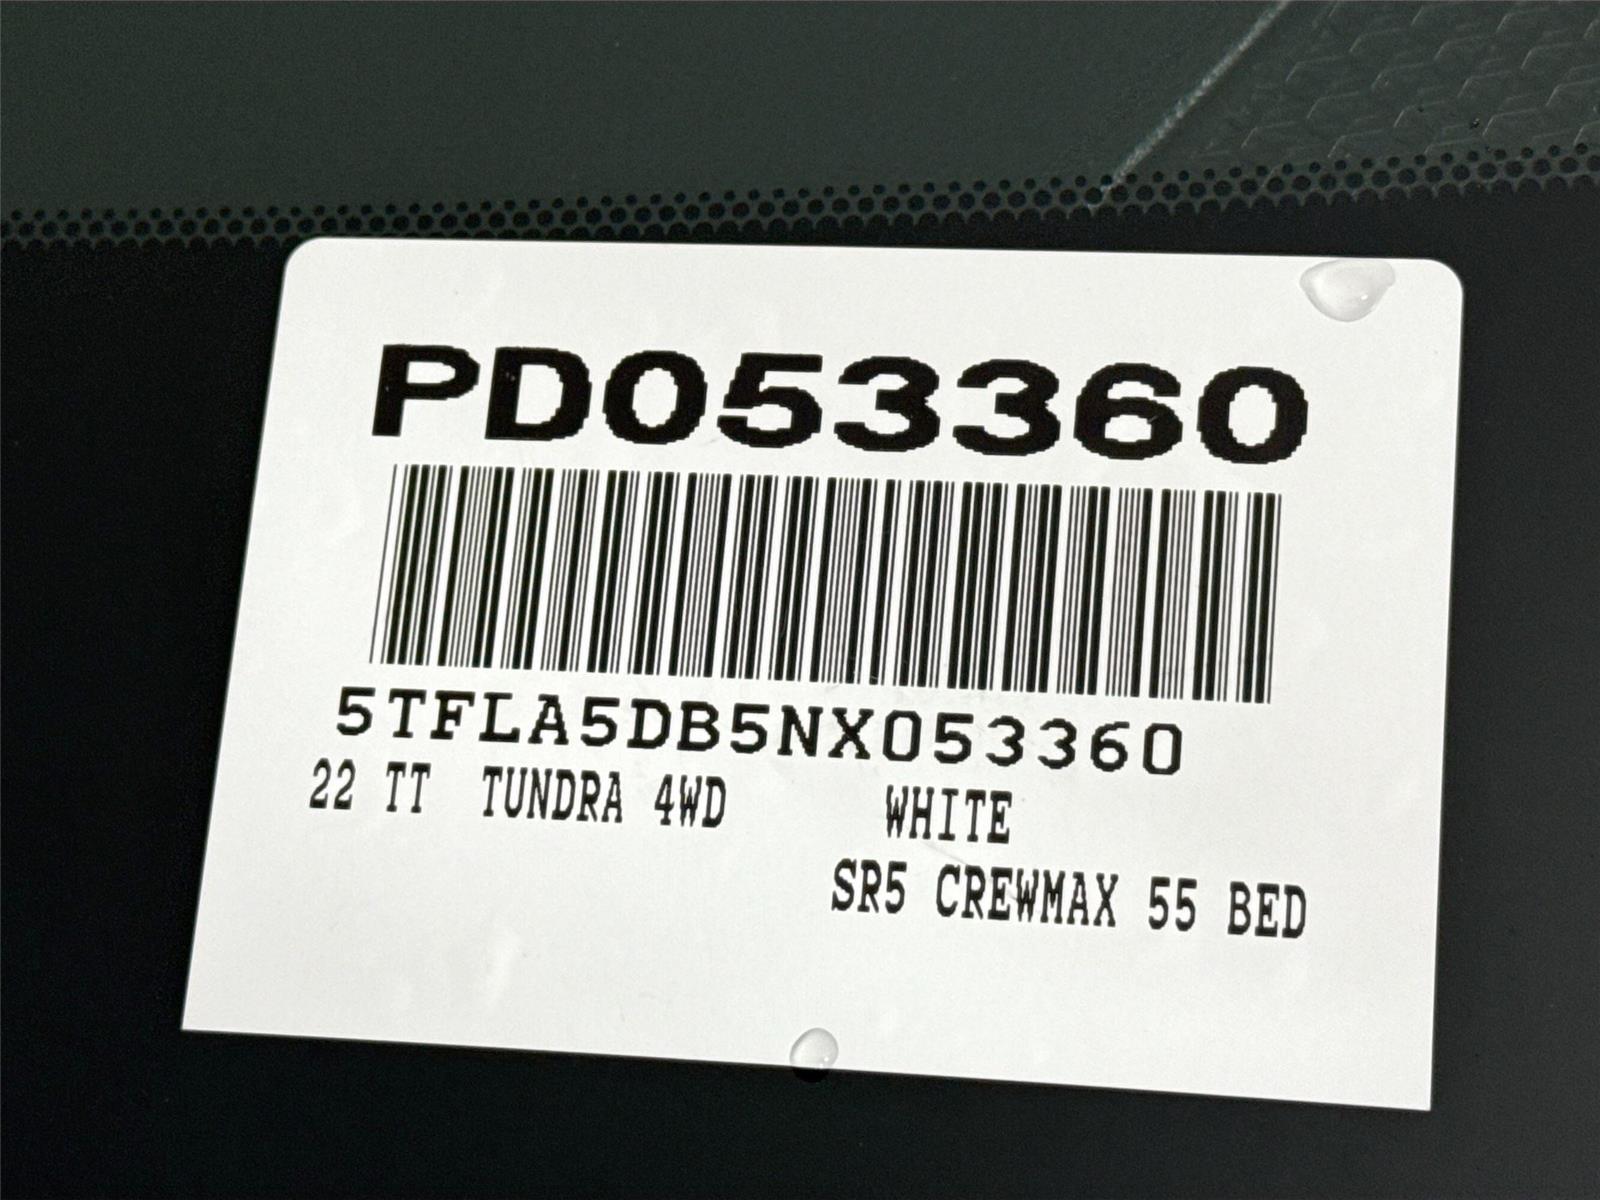 PD053360
5TFLA5DB5NX053360
22 TT TUNDRA 4WD WHITE
SR5 CREWMAX 55 BED